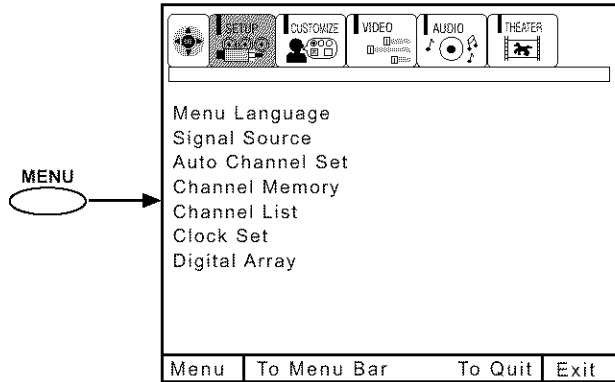 SETUP CUSTOMIZE VIDEO AUDIO THEATER
Menu Language
Signal Source
Auto Channel Set
MENU
Channel Memory
Channel List
Clock Set
Digital Array
Menu To Menu Bar To Quit Exit